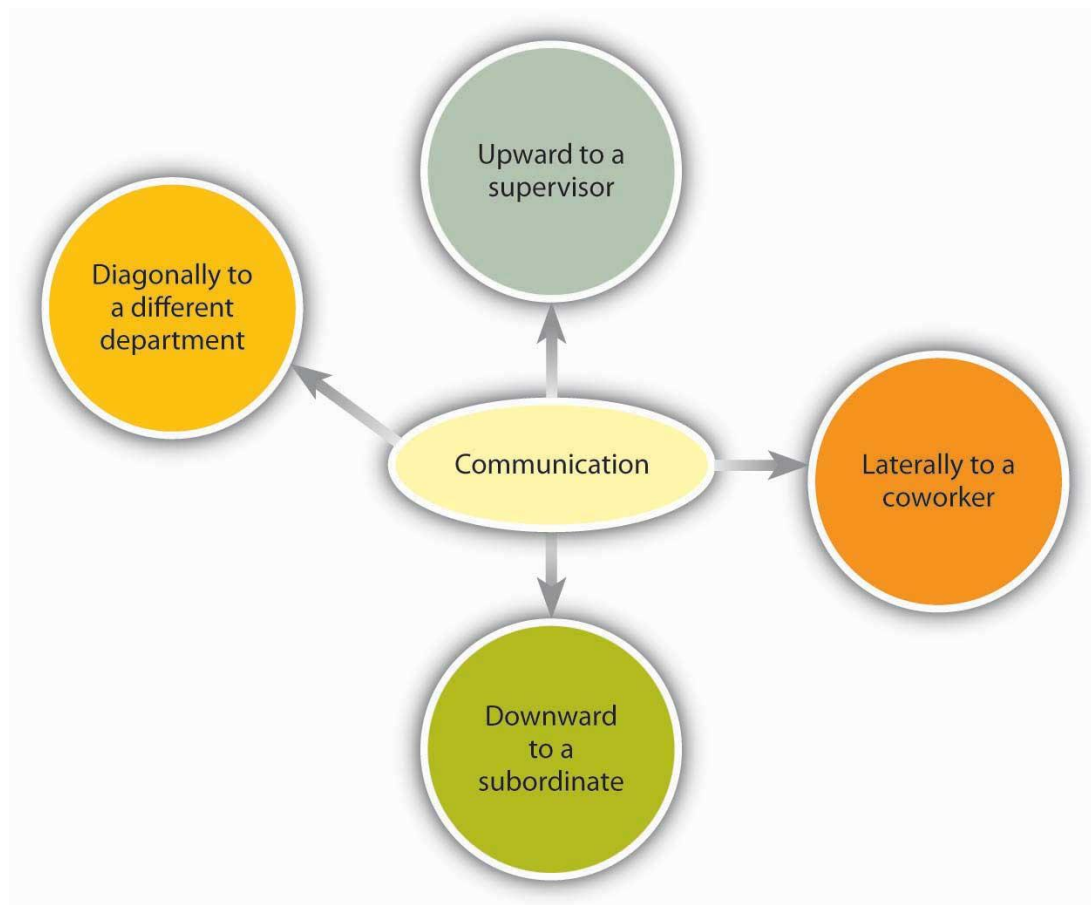 Upward to a
supervisor
Diagonally to
a different
department
Communication
Laterally to a
coworker
Downward
to a
subordinate